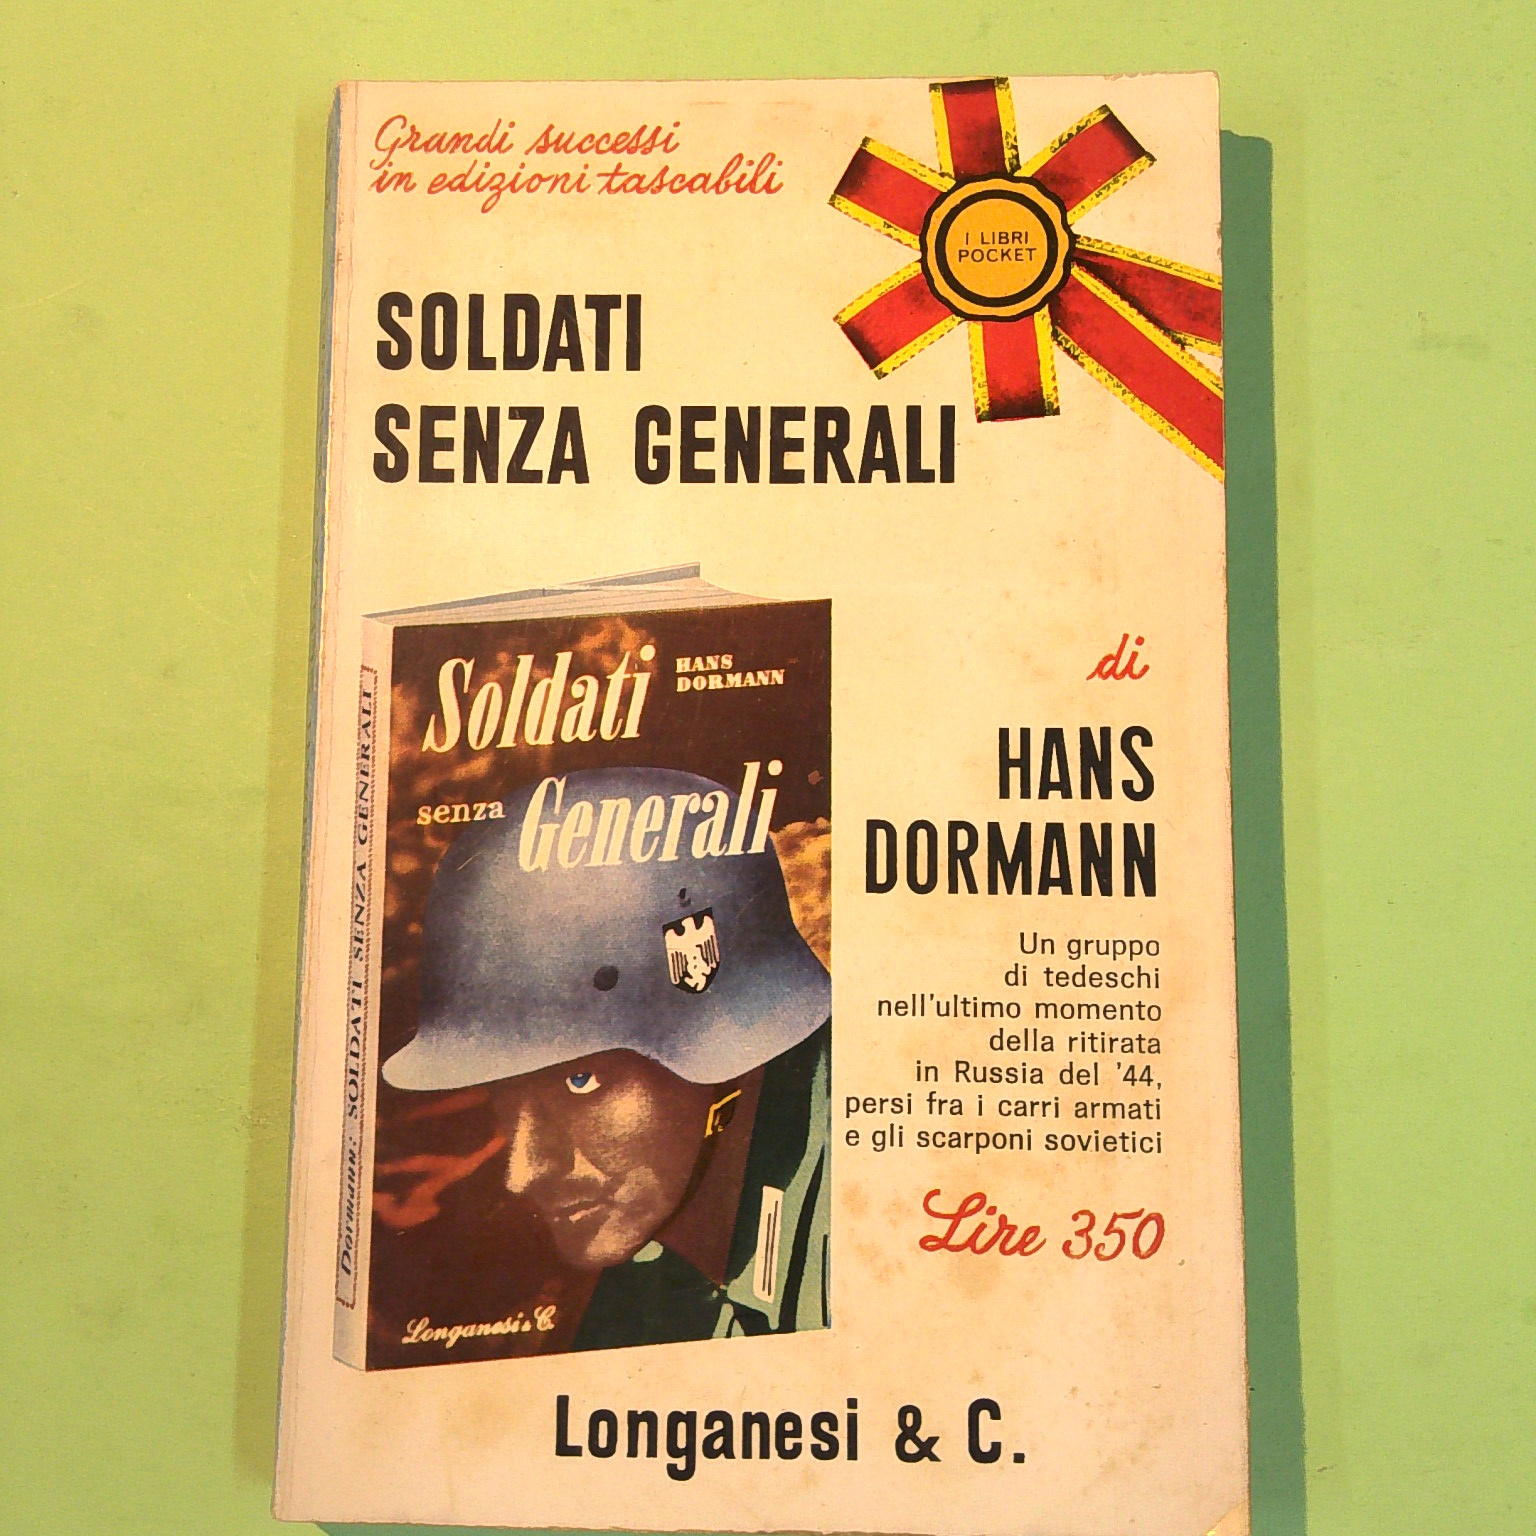 Grandi successi
in edizioni tascabili
I LIBRI
POCKET
SOLDATI
SENZA GENERALI
Soldati
HANS
DORMANN
senza Generali
Dormann: SOLDATI SENZA GENERALI
Longanesi & C.
di
HANS
DORMANN
Un gruppo
di tedeschi
nell'ultimo momento
della ritirata
in Russia del '44,
persi fra i carri armati
e gli scarponi sovietici
Lire 350
Longanesi & C.